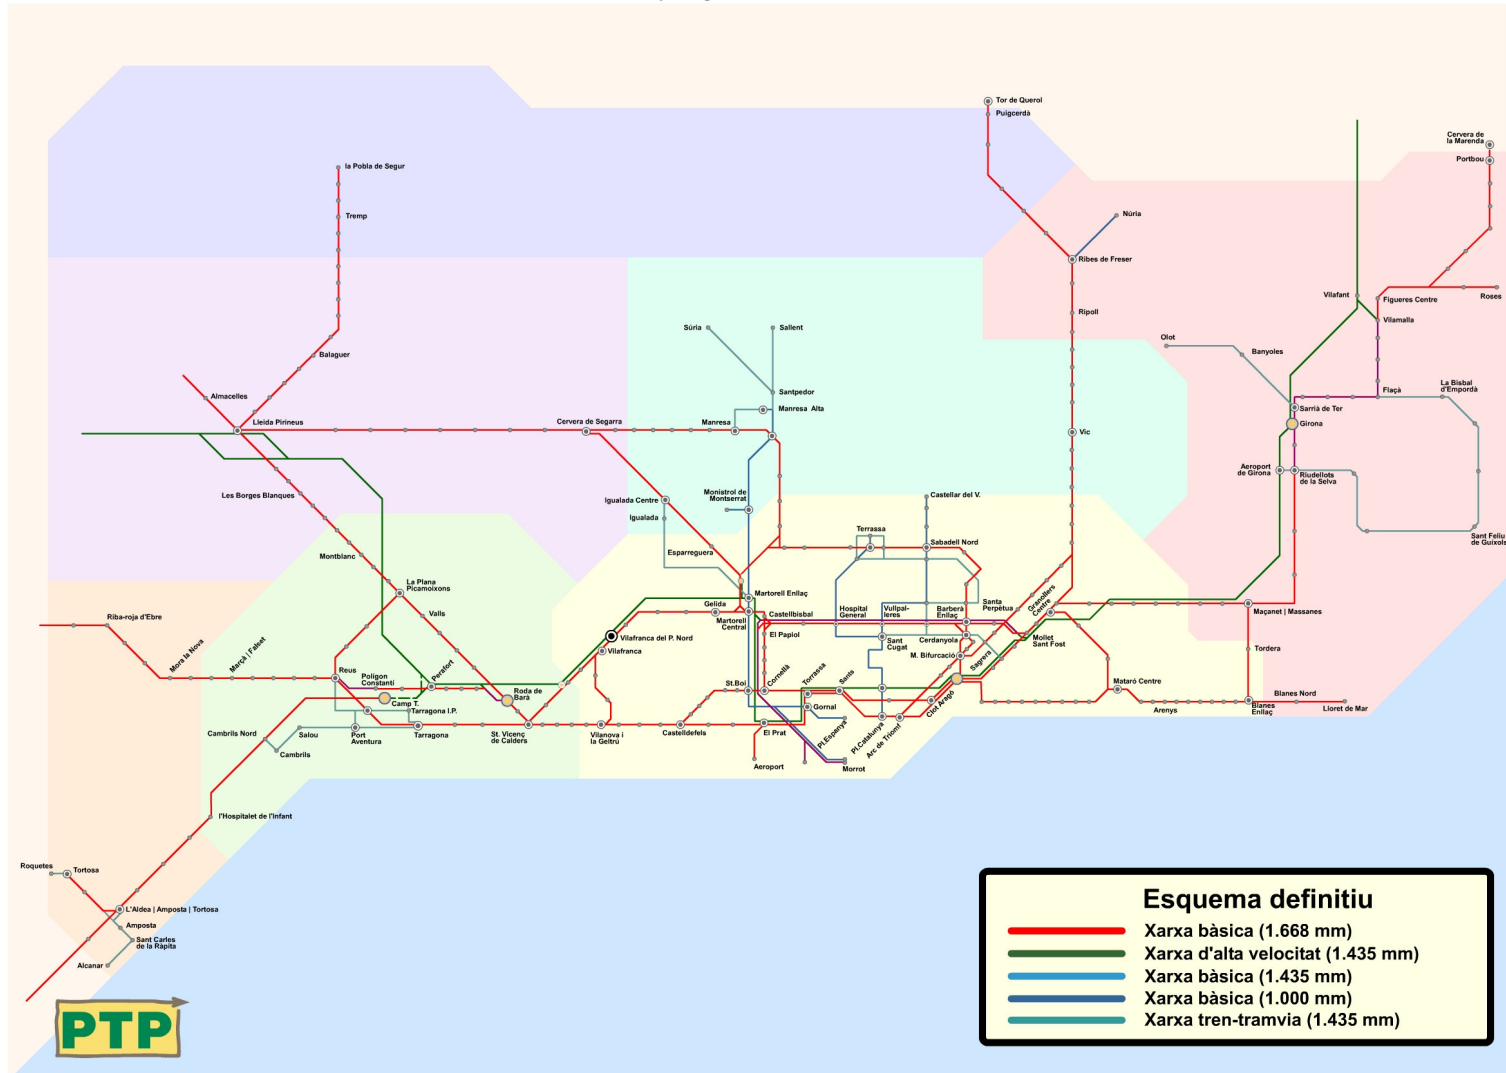 Tor de Querol
Puigcerdà
Cervera de
la Marenda
Portbou
la Pobla de Segur
Tremp
Núria
Ribes de Freser
Vilafant
Figueres Centre
Roses
Ripoll
Vilamalla
Súria
Sallent
Olot
Banyoles
Balaguer
Almacelles
Santpedor
Flaçà
La Bisbal
d'Empordà
Manresa Alta
Sarrià de Ter
Lleida Pirineus
Cervera de Segarra
Manresa
Girona
Vic
Aeroport
de Girona
Riudellots
de la Selva
Les Borges Blanques
Igualada Centre
Monistrol de
Montserrat
Castellar del V.
Igualada
Terrassa
Sant Feliu
de Guíxols
Montblanc
Esparreguera
Sabadell Nord
La Plana
Picamoixons
Martorell Enllaç
Gelida
Castellbisbal
Hospital
General
Vullpal-
leres
Barberà
Enllaç
Santa
Perpètua
Granollers
Centre
Maçanet | Massanes
Riba-roja d'Ebre
Valls
Martorell
Central
El Papiol
Vilafranca del P. Nord
Vilafranca
Sant
Cugat
Cerdanyola
Mollet
Sant Fost
M. Bifurcació
Tordera
Mora la Nova
Marçà | Falset
Reus
Polígon
Constantí
Perafort
Sagrera
Camp T.
Roda de
Barà
St.Boi
Cornellà
Torrassa
Sants
Clot Aragó
Mataró Centre
Blanes Nord
Tarragona I.P.
Gornal
Arenys
Blanes
Enllaç
Lloret de Mar
Cambrils Nord
Salou
Port
Aventura
Tarragona
St. Vicenç
de Calders
Vilanova i
la Geltrú
Castelldefels
El Prat
Pl.Espanya
Pl.Catalunya
Arc de Triomf
Cambrils
Aeroport
Morrot
l'Hospitalet de l'Infant
Roquetes
Tortosa
L'Aldea | Amposta | Tortosa
Amposta
Sant Carles
de la Ràpita
Alcanar
PTP
Esquema definitiu
Xarxa bàsica (1.668 mm)
Xarxa d'alta velocitat (1.435 mm)
Xarxa bàsica (1.435 mm)
Xarxa bàsica (1.000 mm)
Xarxa tren-tramvia (1.435 mm)